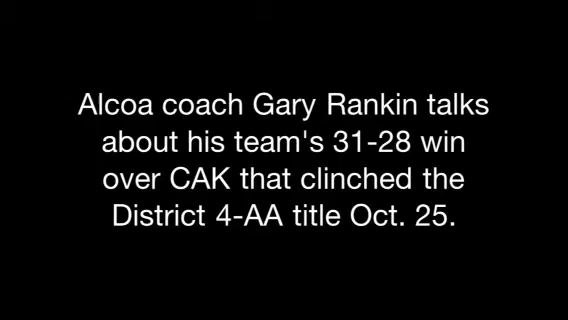 Alcoa coach Gary Rankin talks
about his team's 31-28 win
over CAK that clinched the
District 4-AA title Oct. 25.